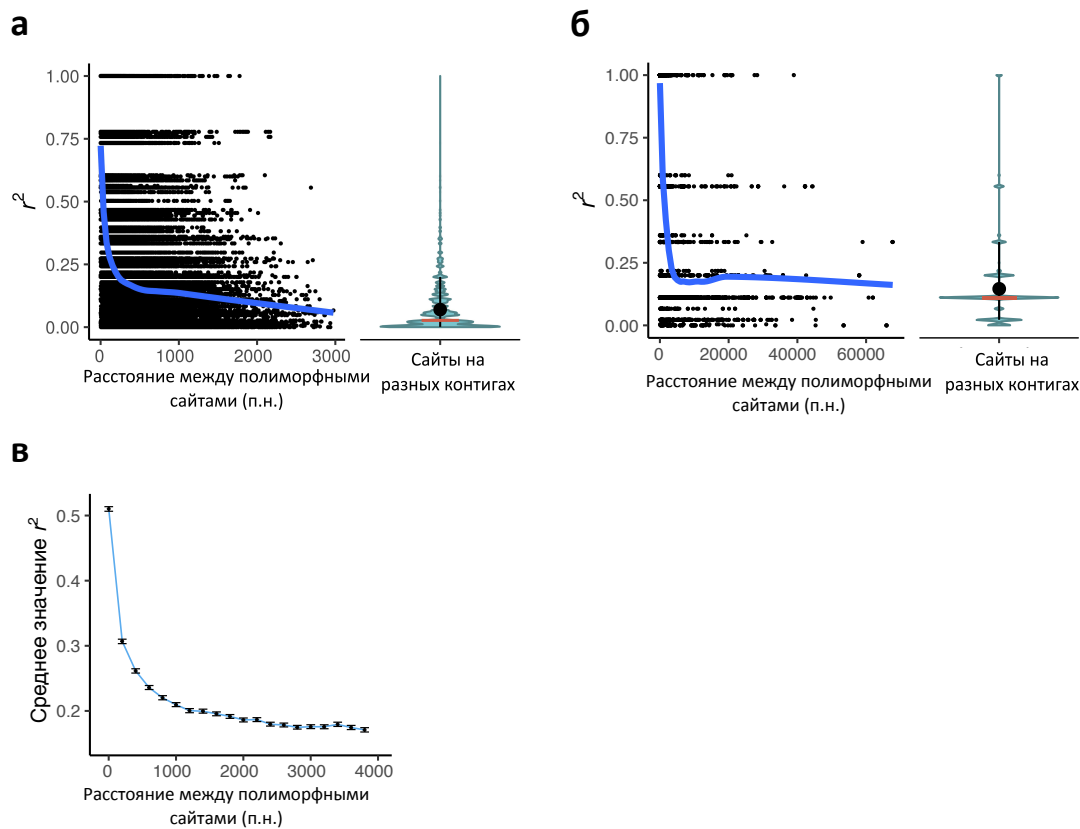 а
б
r²
1.00
0.75
0.50
0.25
0.00
0
1000
2000
3000
Расстояние между полиморфными
сайтами (п.н.)
Сайты на
разных контигах
r²
1.00
0.75
0.50
0.25
0.00
0
20000
40000
60000
Расстояние между полиморфными
сайтами (п.н.)
Сайты на
разных контигах
в
Среднее значение r²
0.5
0.4
0.3
0.2
0
1000
2000
3000
4000
Расстояние между полиморфными
сайтами (п.н.)